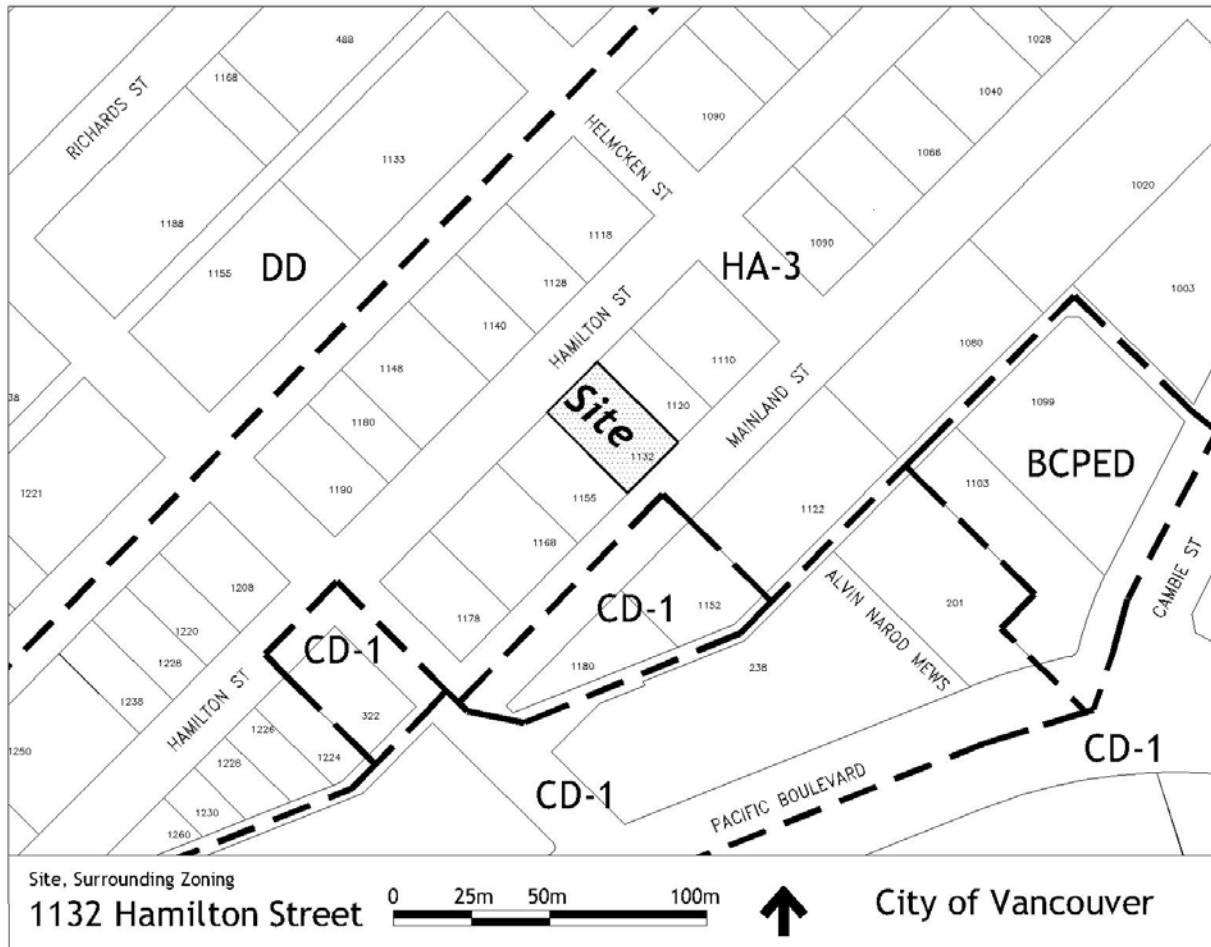 488
1028
1168
RICHARDS ST
1040
1090
HELMCKEN ST
1133
1066
1020
1188
1118
1090
DD
HA-3
1155
1128
1003
1140
HAMILTON ST
1080
1110
1148
MAINLAND ST
38
1099
Site
1120
1180
1132
BCPED
1190
1155
1103
1221
1122
1168
ALVIN NAROD MEWS
CAMBIE ST
1208
CD-1
1152
201
1178
1220
CD-1
1228
1180
238
1238
HAMILTON ST
322
1226
1250
1224
1228
CD-1
CD-1
PACIFIC BOULEVARD
1230
1260
Site, Surrounding Zoning
1132 Hamilton Street
0 25m 50m 100m
City of Vancouver